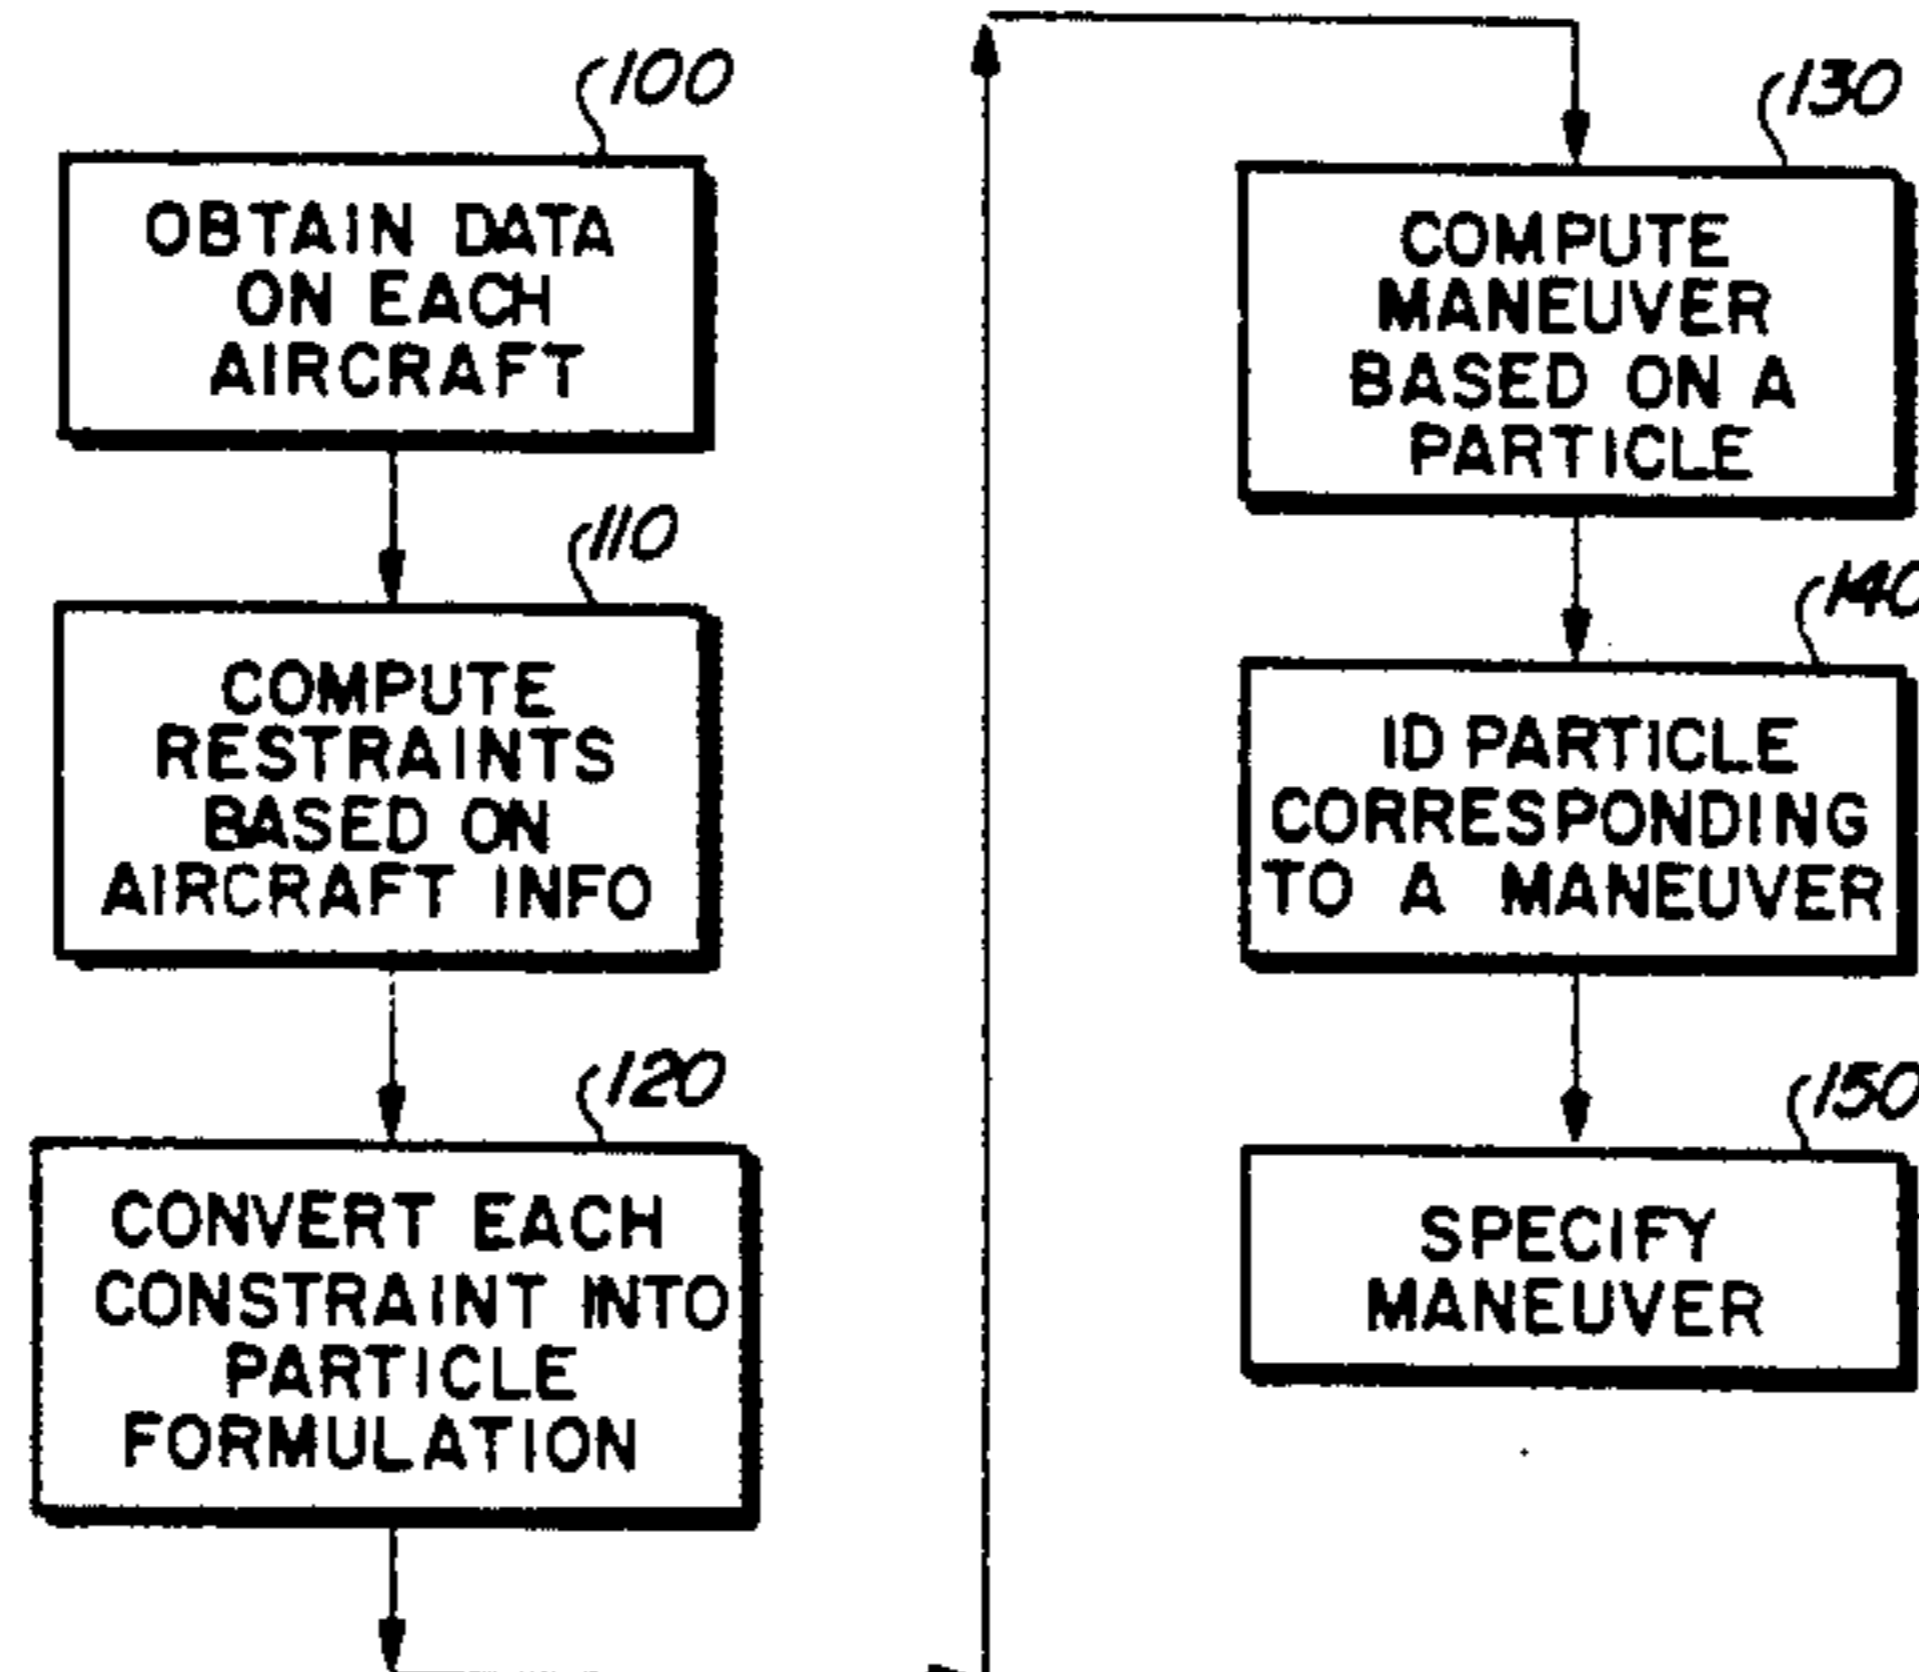 100
OBTAIN DATA
ON EACH
AIRCRAFT
110
COMPUTE
RESTRAINTS
BASED ON
AIRCRAFT INFO
120
CONVERT EACH
CONSTRAINT INTO
PARTICLE
FORMULATION
130
COMPUTE
MANEUVER
BASED ON A
PARTICLE
140
ID PARTICLE
CORRESPONDING
TO A MANEUVER
150
SPECIFY
MANEUVER